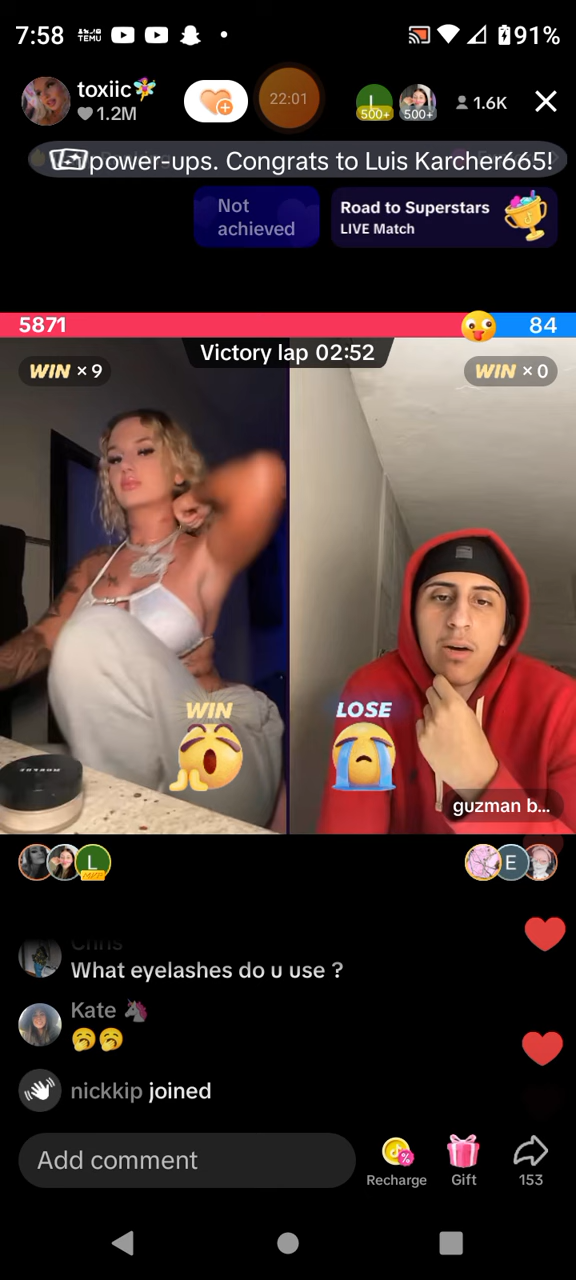 7:58
TEMU
91%
toxiic🧚
1.2M
22:01
500+
500+
1.6K
power-ups. Congrats to Luis Karcher665!
Not
achieved
Road to Superstars
LIVE Match
5871
84
Victory lap 02:52
WIN × 9
WIN × 0
WIN
LOSE
guzman b...
L
E
Chris
What eyelashes do u use ?
Kate 🦄
🥱🥱
nickkip joined
Add comment
Recharge
Gift
153